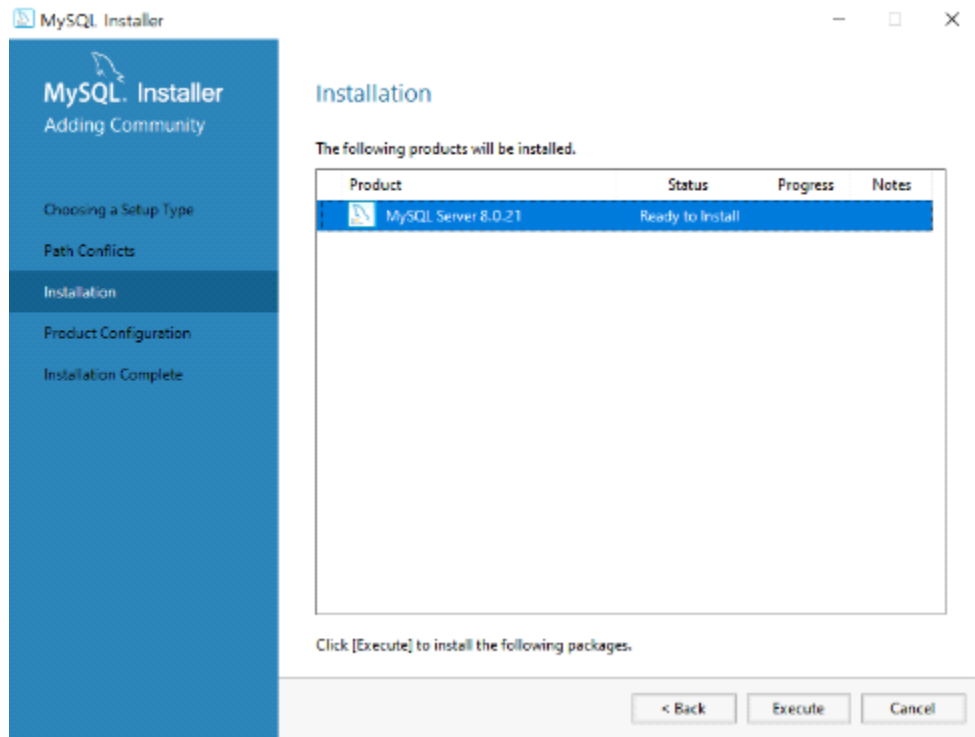 MySQL Installer
MySQL. Installer
Adding Community
Choosing a Setup Type
Path Conflicts
Installation
Product Configuration
Installation Complete
Installation
The following products will be installed.
Product Status Progress Notes
MySQL Server 8.0.21 Ready to Install
Click [Execute] to install the following packages.
< Back Execute Cancel